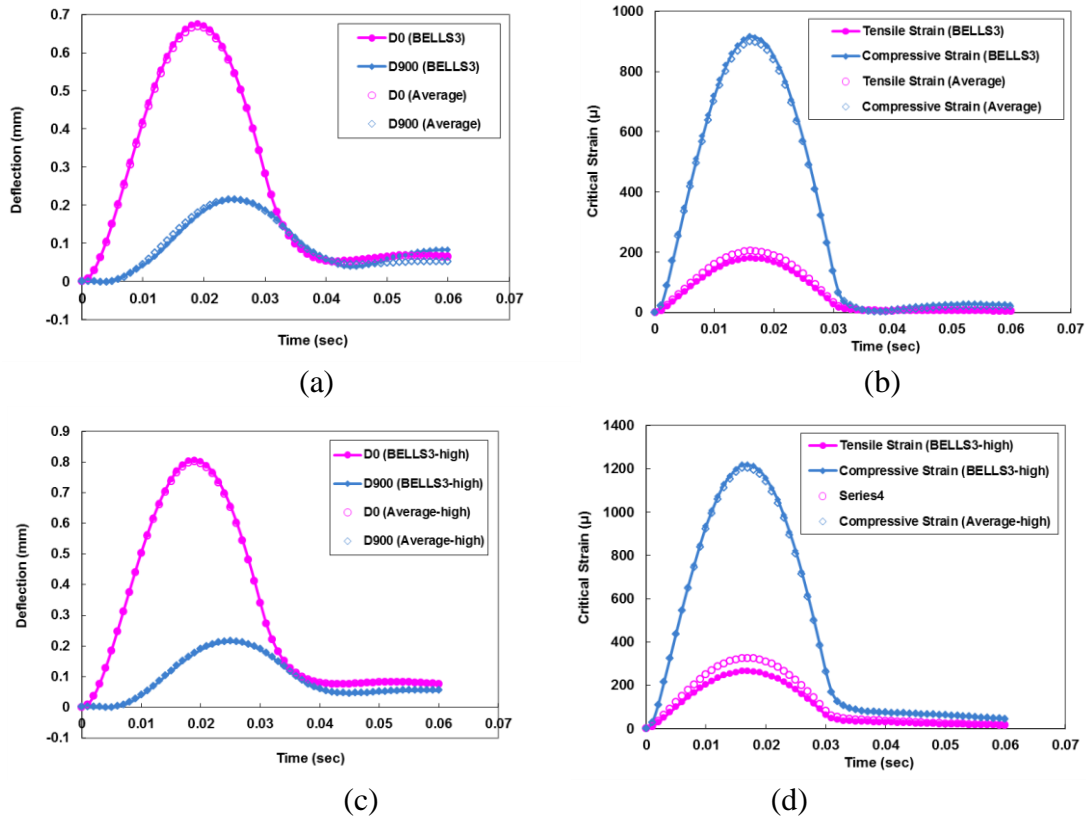 0.7
0.6
0.5
0.4
0.3
0.2
0.1
0
-0.1
Deflection (mm)
0 0.01 0.02 0.03 0.04 0.05 0.06 0.07
Time (sec)
D0 (BELLS3)
D900 (BELLS3)
D0 (Average)
D900 (Average)
(a)
1000
800
600
400
200
0
Critical Strain (μ)
0 0.01 0.02 0.03 0.04 0.05 0.06 0.07
Time (sec)
Tensile Strain (BELLS3)
Compressive Strain (BELLS3)
Tensile Strain (Average)
Compressive Strain (Average)
(b)
0.9
0.8
0.7
0.6
0.5
0.4
0.3
0.2
0.1
0
-0.1
Deflection (mm)
0 0.01 0.02 0.03 0.04 0.05 0.06 0.07
Time (sec)
D0 (BELLS3-high)
D900 (BELLS3-high)
D0 (Average-high)
D900 (Average-high)
(c)
1400
1200
1000
800
600
400
200
0
Critical Strain (μ)
0 0.01 0.02 0.03 0.04 0.05 0.06 0.07
Time (sec)
Tensile Strain (BELLS3-high)
Compressive Strain (BELLS3-high)
Series4
Compressive Strain (Average-high)
(d)